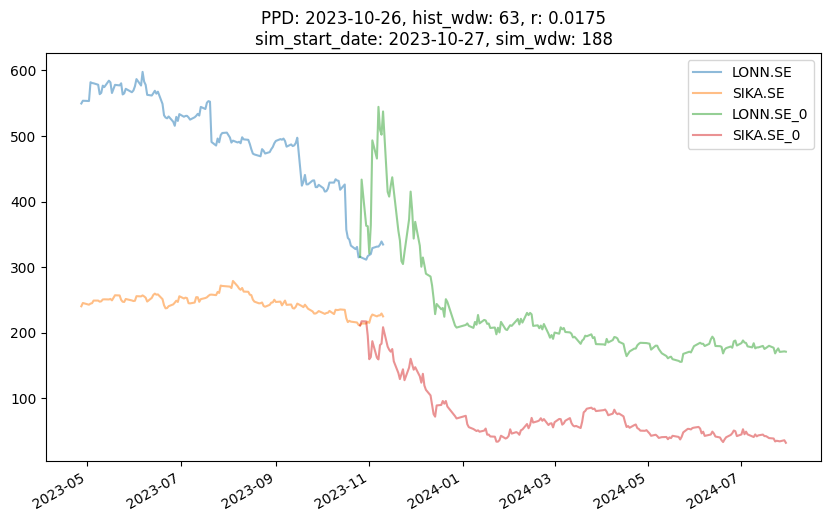 PPD: 2023-10-26, hist_wdw: 63, r: 0.0175
sim_start_date: 2023-10-27, sim_wdw: 188
LONN.SE
SIKA.SE
LONN.SE_0
SIKA.SE_0
600
500
400
300
200
100
2023-05
2023-07
2023-09
2023-11
2024-01
2024-03
2024-05
2024-07